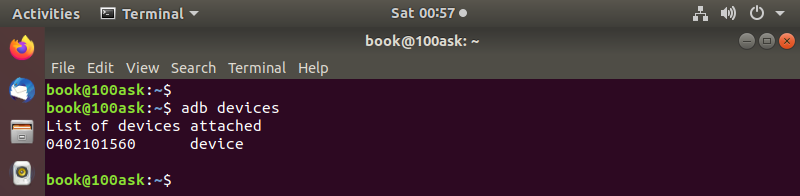 Activities Terminal Sat 00:57
book@100ask: ~
File Edit View Search Terminal Help
book@100ask:~$
book@100ask:~$ adb devices
List of devices attached
0402101560 device
book@100ask:~$